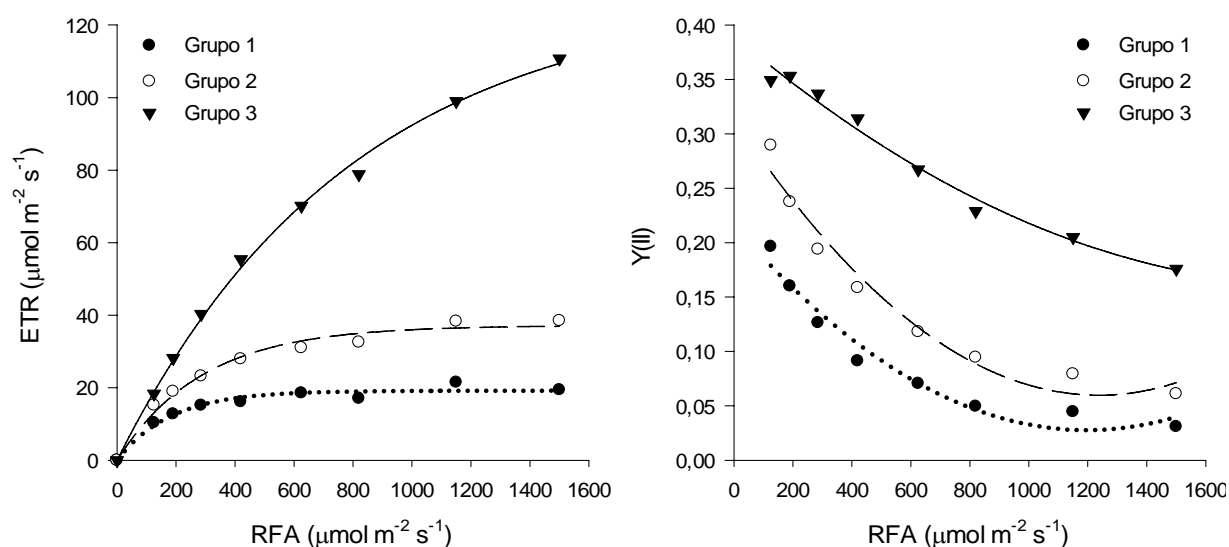 120
100
80
60
40
20
0
ETR (μmol m⁻² s⁻¹)
Grupo 1
Grupo 2
Grupo 3
0 200 400 600 800 1000 1200 1400 1600
RFA (μmol m⁻² s⁻¹)
0,40
0,35
0,30
0,25
0,20
0,15
0,10
0,05
0,00
Y(II)
Grupo 1
Grupo 2
Grupo 3
0 200 400 600 800 1000 1200 1400 1600
RFA (μmol m⁻² s⁻¹)